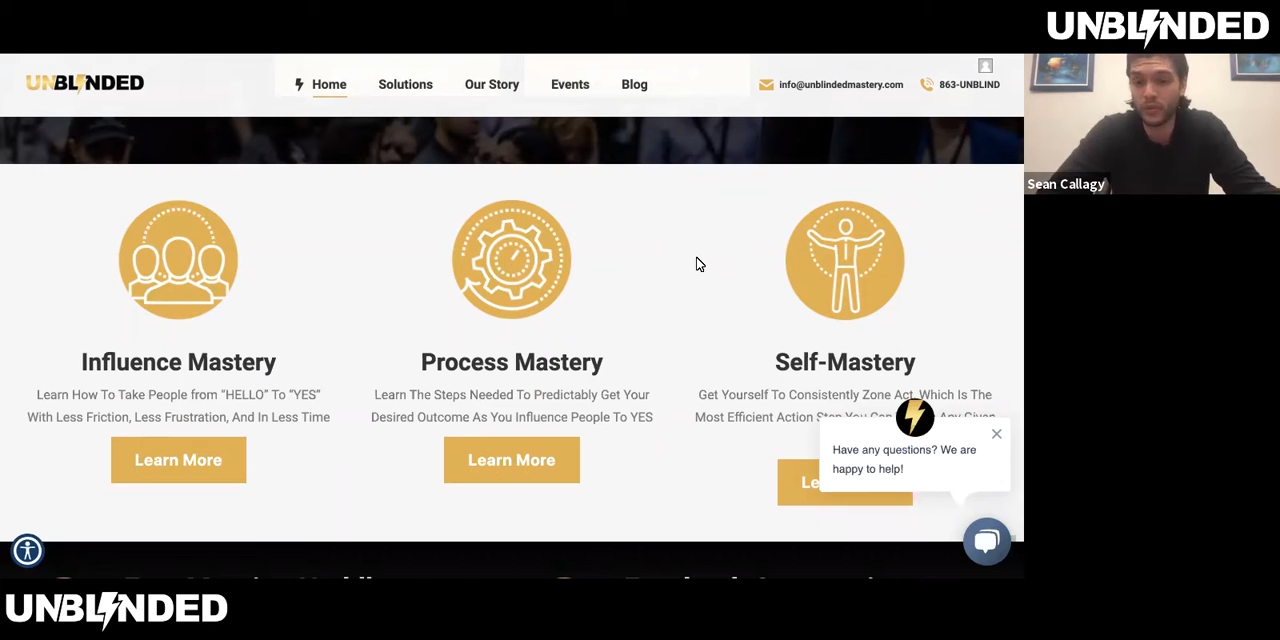 UNBLINDED
UNBLINDED
Home
Solutions
Our Story
Events
Blog
info@unblindedmastery.com
863-UNBLIND
Sean Callagy
Influence Mastery
Learn How To Take People from "HELLO" To "YES"
With Less Friction, Less Frustration, And In Less Time
Learn More
Process Mastery
Learn The Steps Needed To Predictably Get Your
Desired Outcome As You Influence People To YES
Learn More
Self-Mastery
Get Yourself To Consistently Zone Act, Which Is The
Most Efficient Action Step You Can
Have any questions? We are
happy to help!
UNBLINDED